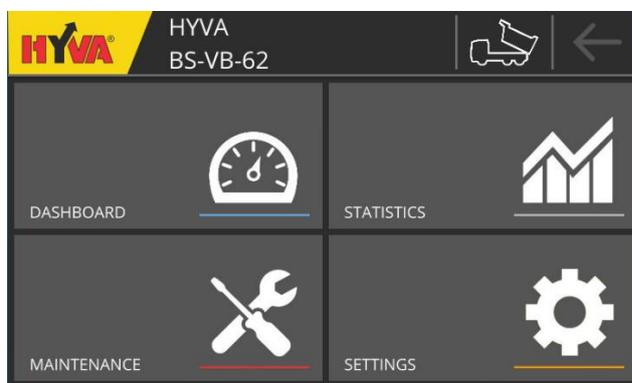 HYVA®
HYVA
BS-VB-62
DASHBOARD
STATISTICS
MAINTENANCE
SETTINGS